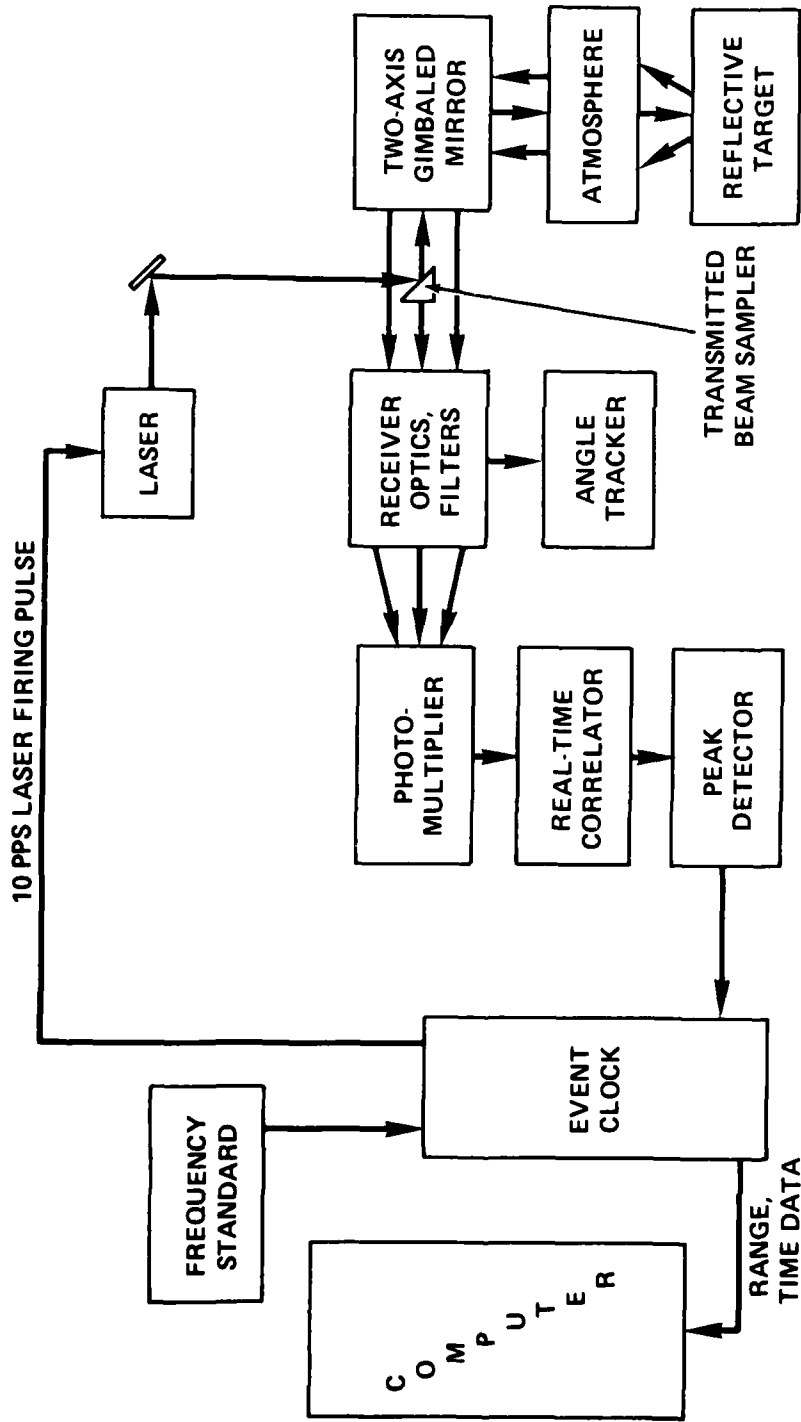 10 PPS LASER FIRING PULSE
FREQUENCY
STANDARD
LASER
COMPUTER
EVENT
CLOCK
RANGE,
TIME DATA
PHOTO-
MULTIPLIER
REAL-TIME
CORRELATOR
PEAK
DETECTOR
RECEIVER
OPTICS,
FILTERS
ANGLE
TRACKER
TRANSMITTED
BEAM SAMPLER
TWO-AXIS
GIMBALED
MIRROR
ATMOSPHERE
REFLECTIVE
TARGET